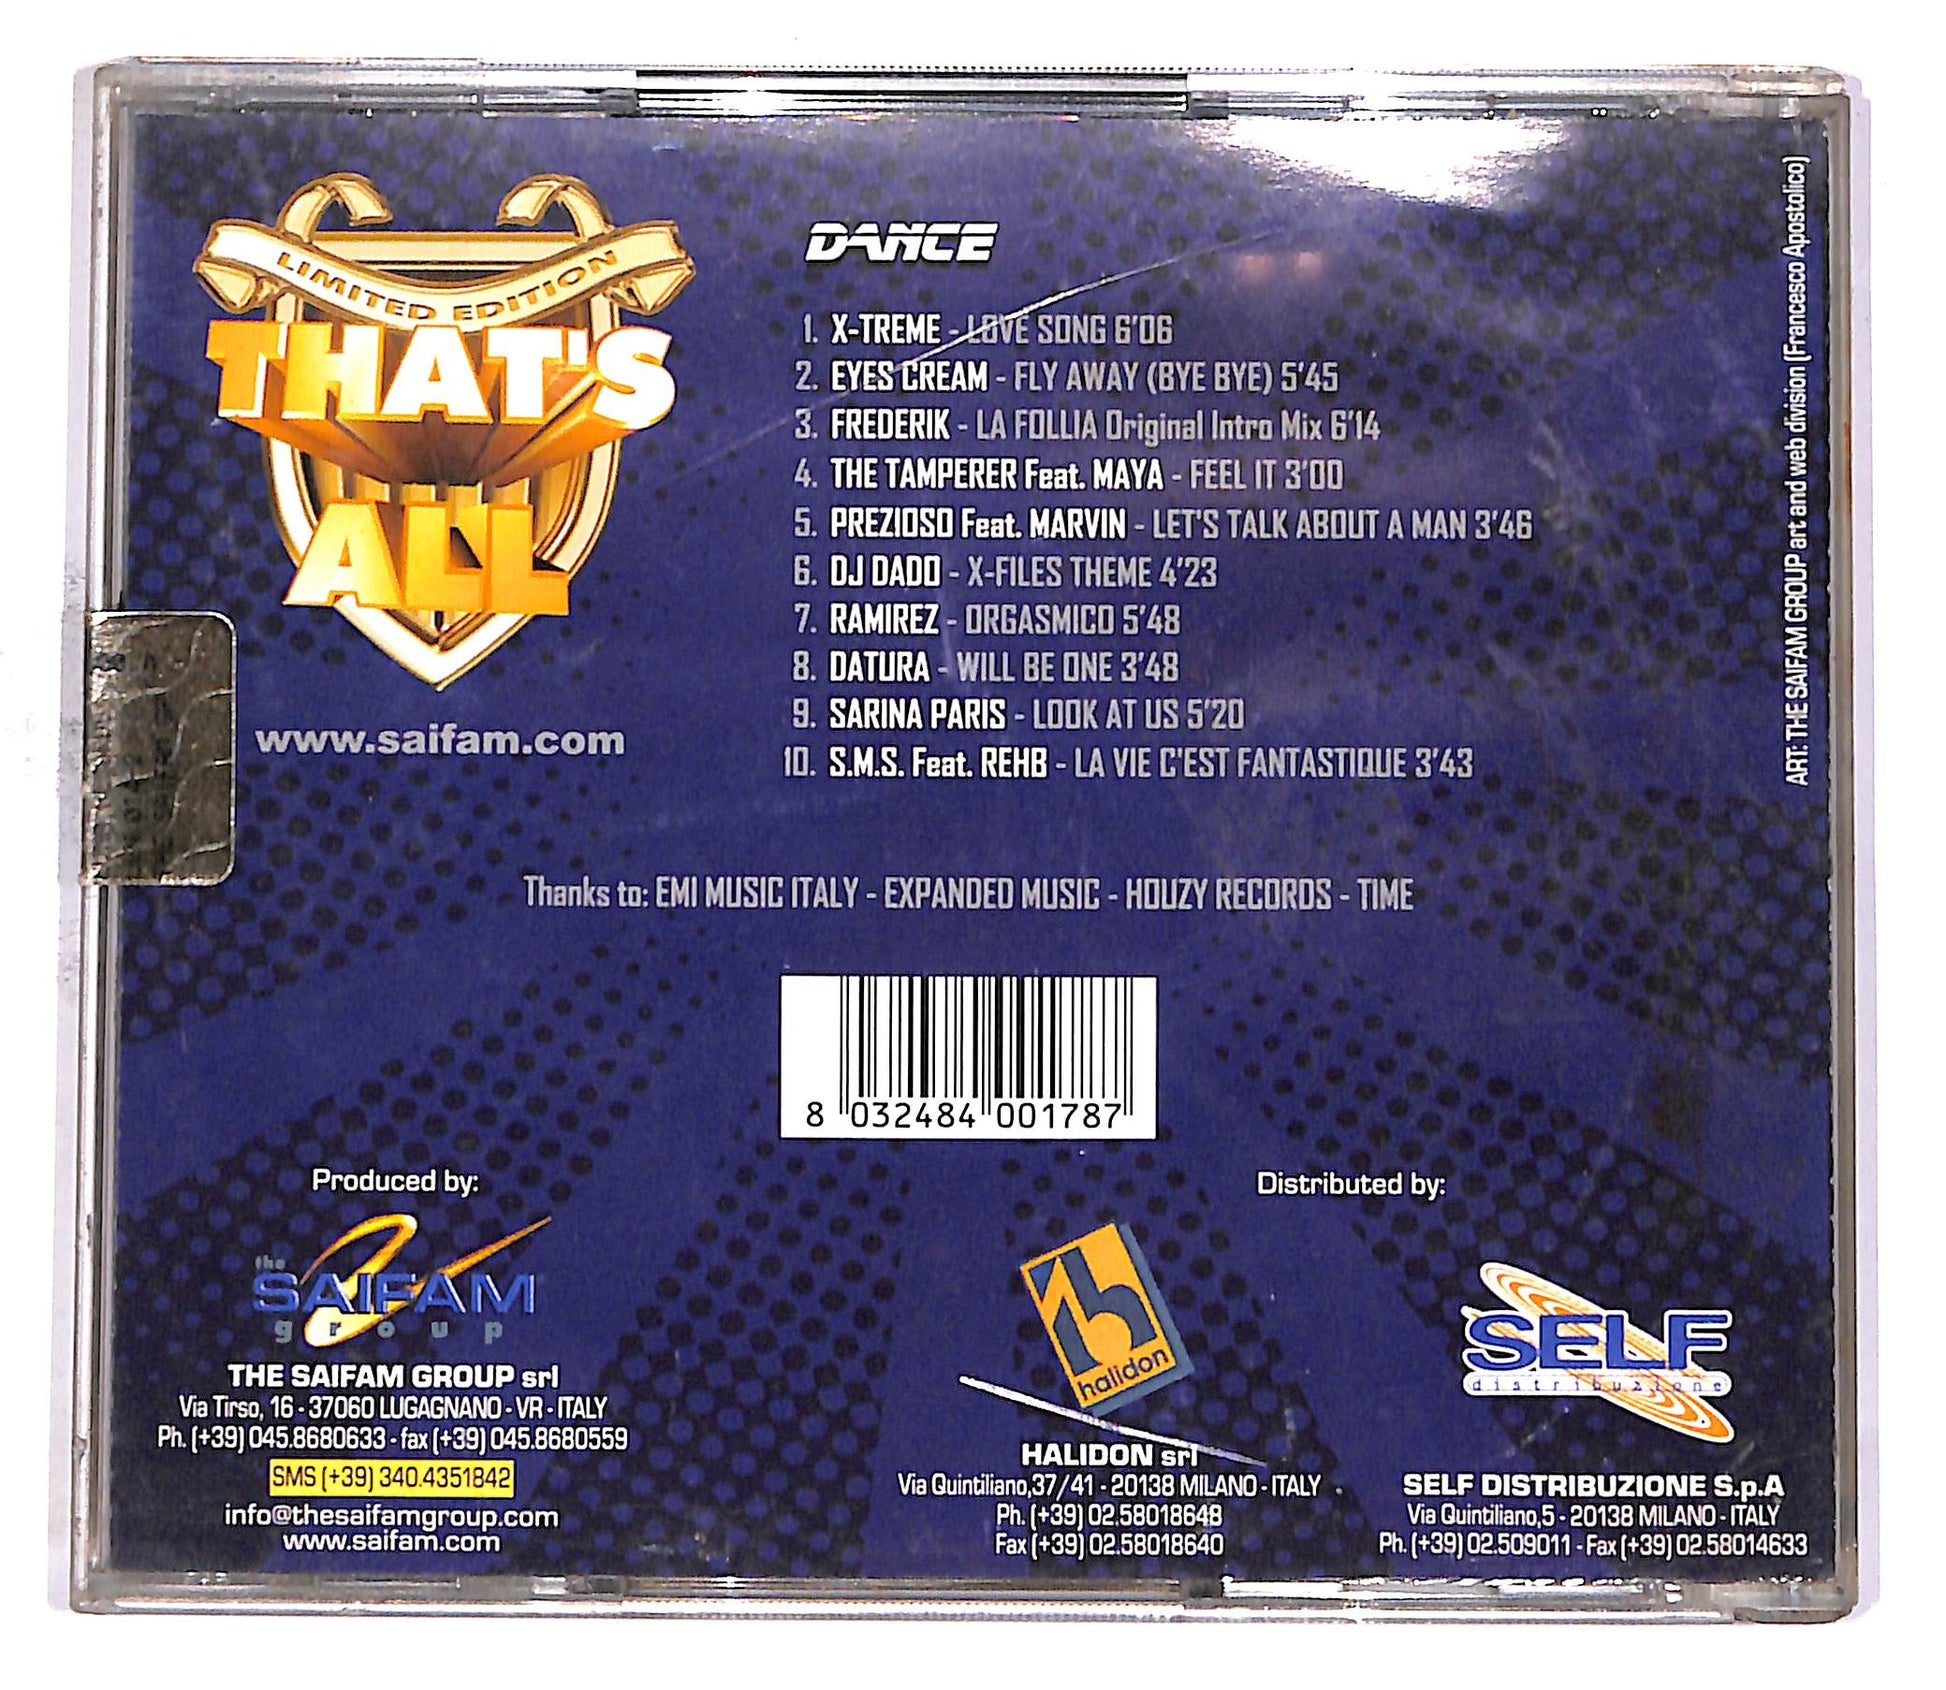 LIMITED EDITION
THAT'S
ALL
www.saifam.com
DANCE
1. X-TREME - LOVE SONG 6'06
2. EYES CREAM - FLY AWAY (BYE BYE) 5'45
3. FREDERIK - LA FOLLIA Original Intro Mix 6'14
4. THE TAMPERER Feat. MAYA - FEEL IT 3'00
5. PREZIOSO Feat. MARVIN - LET'S TALK ABOUT A MAN 3'46
6. DJ DADO - X-FILES THEME 4'23
7. RAMIREZ - ORGASMICO 5'48
8. DATURA - WILL BE ONE 3'48
9. SARINA PARIS - LOOK AT US 5'20
10. S.M.S. Feat. REHB - LA VIE C'EST FANTASTIQUE 3'43
ART: THE SAIFAM GROUP art and web division (Francesco Apostolico)
Thanks to: EMI MUSIC ITALY - EXPANDED MUSIC - HOUZY RECORDS - TIME
8 032484 001787
Produced by:
the
SAIFAM
group
THE SAIFAM GROUP srl
Via Tirso, 16 - 37060 LUGAGNANO - VR - ITALY
Ph. (+39) 045.8680633 - fax (+39) 045.8680559
SMS (+39) 340.4351842
info@thesaifamgroup.com
www.saifam.com
Distributed by:
halidon
HALIDON srl
Via Quintiliano,37/41 - 20138 MILANO - ITALY
Ph. (+39) 02.58018648
Fax (+39) 02.58018640
SELF
distribuzione
SELF DISTRIBUZIONE S.p.A
Via Quintiliano,5 - 20138 MILANO - ITALY
Ph. (+39) 02.509011 - Fax (+39) 02.58014633